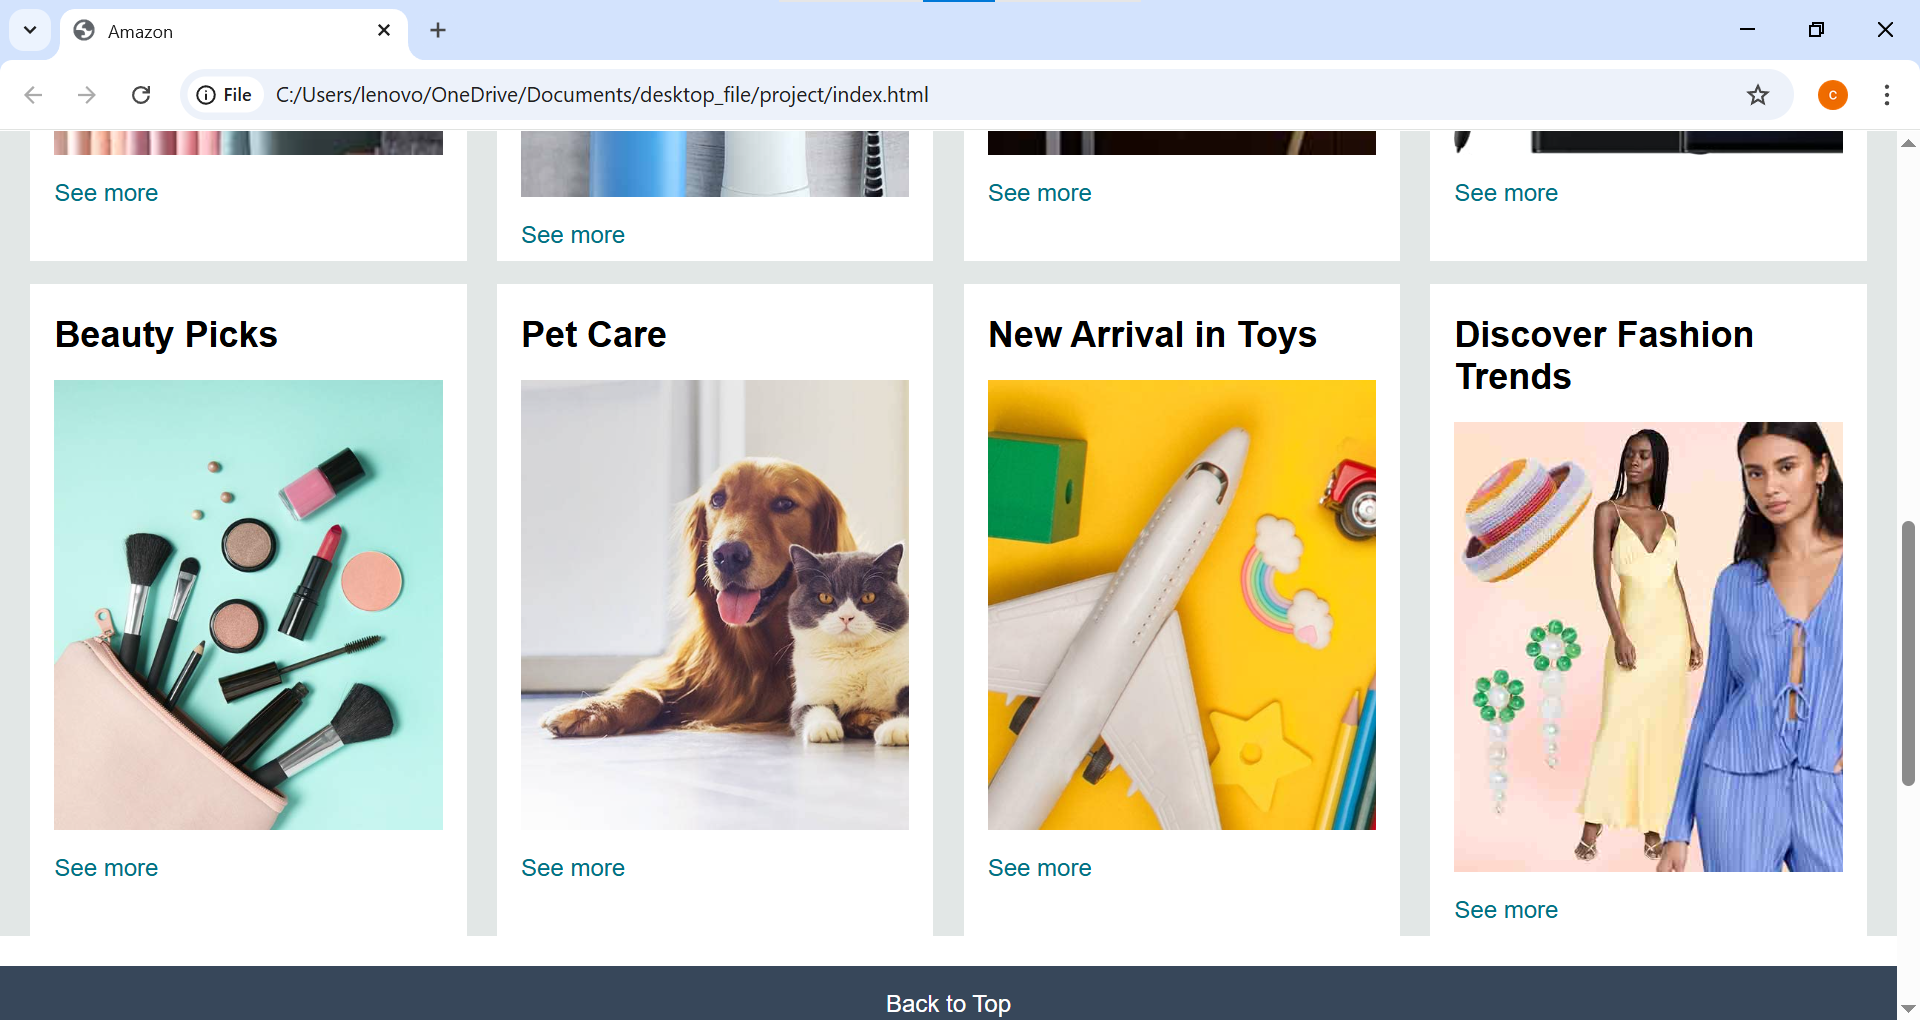 Amazon
File
C:/Users/lenovo/OneDrive/Documents/desktop_file/project/index.html
C
See more
See more
See more
See more
Beauty Picks
Pet Care
New Arrival in Toys
Discover Fashion
Trends
See more
See more
See more
See more
Back to Top